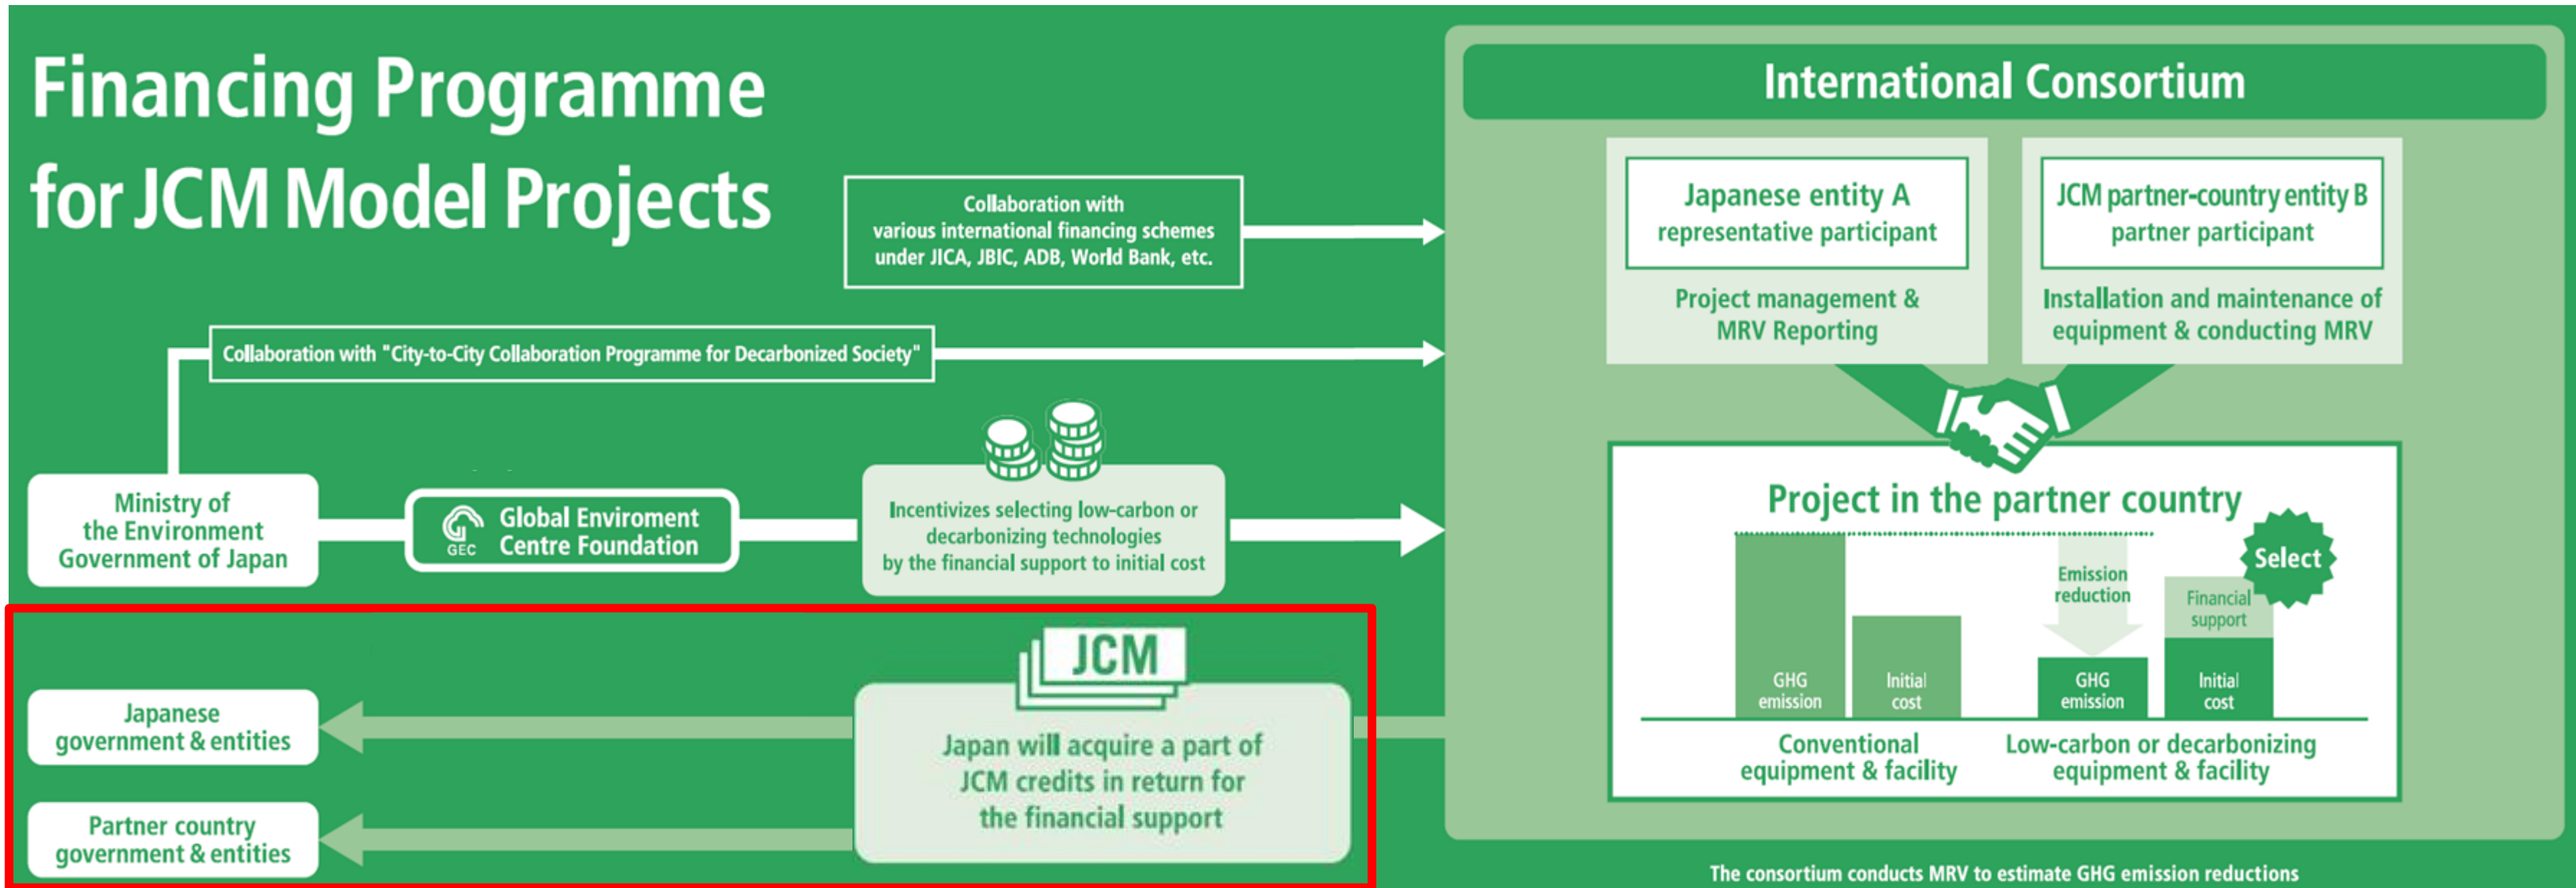 Financing Programme
for JCM Model Projects
Collaboration with
various international financing schemes
under JICA, JBIC, ADB, World Bank, etc.
Collaboration with "City-to-City Collaboration Programme for Decarbonized Society"
Ministry of
the Environment
Government of Japan
GEC
Global Enviroment
Centre Foundation
Incentivizes selecting low-carbon or
decarbonizing technologies
by the financial support to initial cost
JCM
Japan will acquire a part of
JCM credits in return for
the financial support
Japanese
government & entities
Partner country
government & entities
International Consortium
Japanese entity A
representative participant
Project management &
MRV Reporting
JCM partner-country entity B
partner participant
Installation and maintenance of
equipment & conducting MRV
Project in the partner country
Select
Emission
reduction
Financial
support
GHG
emission
Initial
cost
GHG
emission
Initial
cost
Conventional
equipment & facility
Low-carbon or decarbonizing
equipment & facility
The consortium conducts MRV to estimate GHG emission reductions